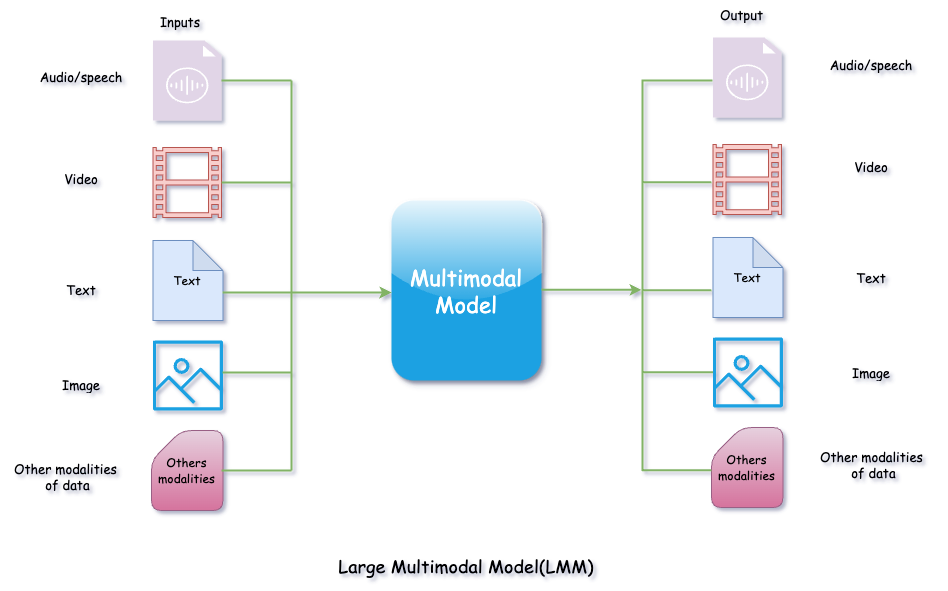 Inputs
Output
Audio/speech
Audio/speech
Video
Video
Text
Text
Text
Text
Multimodal
Model
Image
Image
Other modalities
of data
Others
modalities
Others
modalities
Other modalities
of data
Large Multimodal Model(LMM)